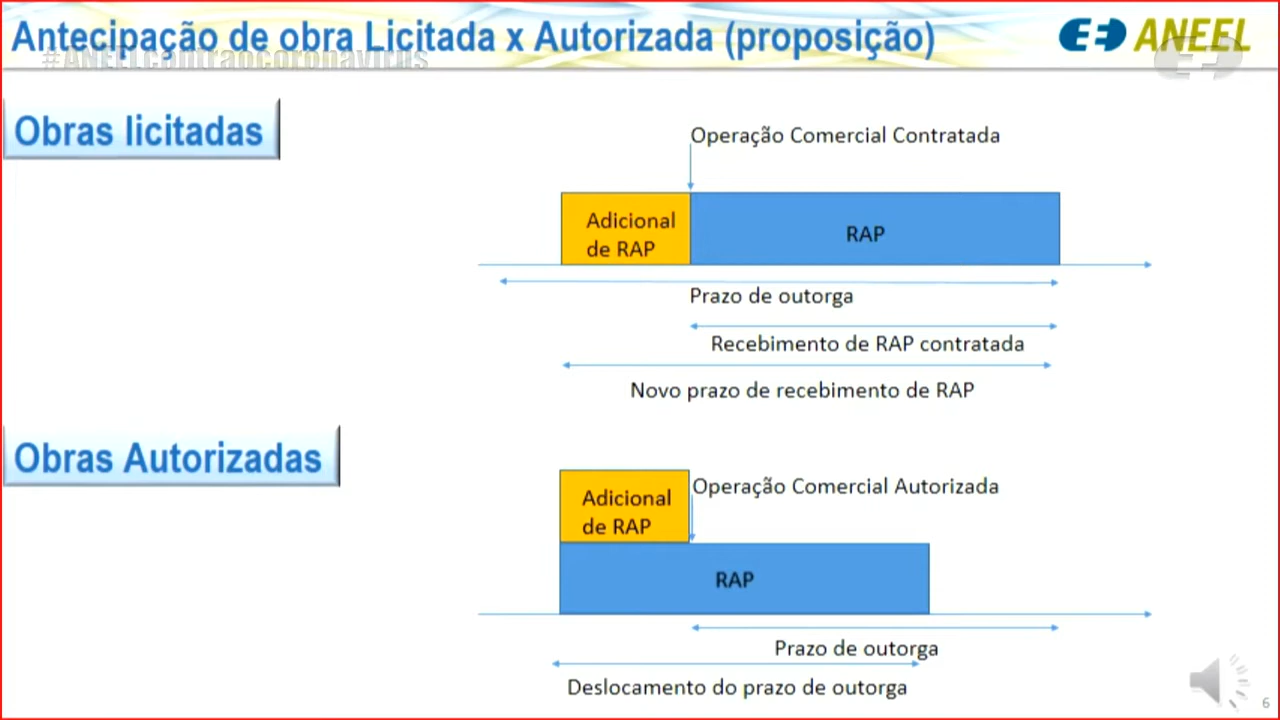 Antecipação de obra Licitada x Autorizada (proposição)
ANEEL
#ANEELcontraocoronavirus
Obras licitadas
Operação Comercial Contratada
Adicional
de RAP
RAP
Prazo de outorga
Recebimento de RAP contratada
Novo prazo de recebimento de RAP
Obras Autorizadas
Operação Comercial Autorizada
Adicional
de RAP
RAP
Prazo de outorga
Deslocamento do prazo de outorga
6